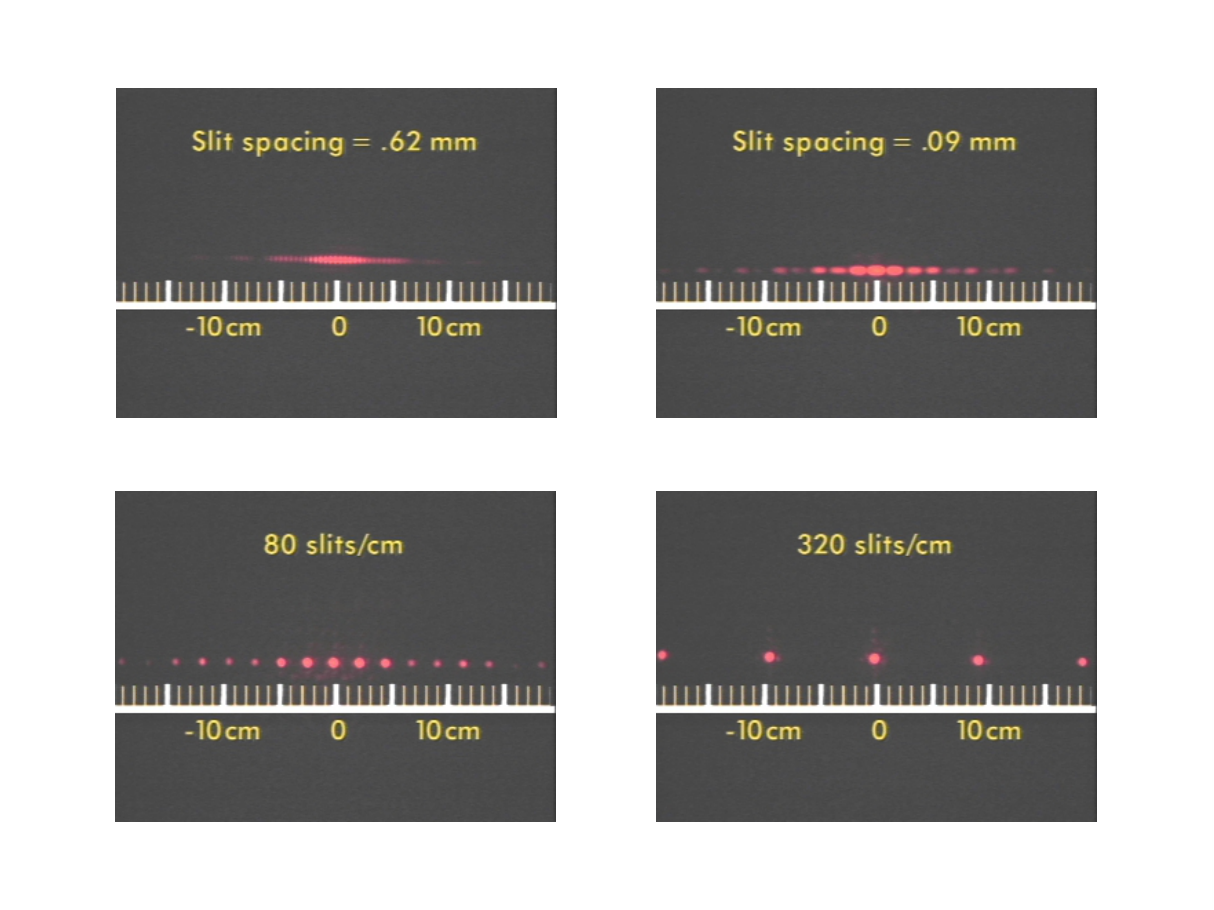 Slit spacing = .62 mm
-10cm 0 10cm
Slit spacing = .09 mm
-10cm 0 10cm
80 slits/cm
-10cm 0 10cm
320 slits/cm
-10cm 0 10cm